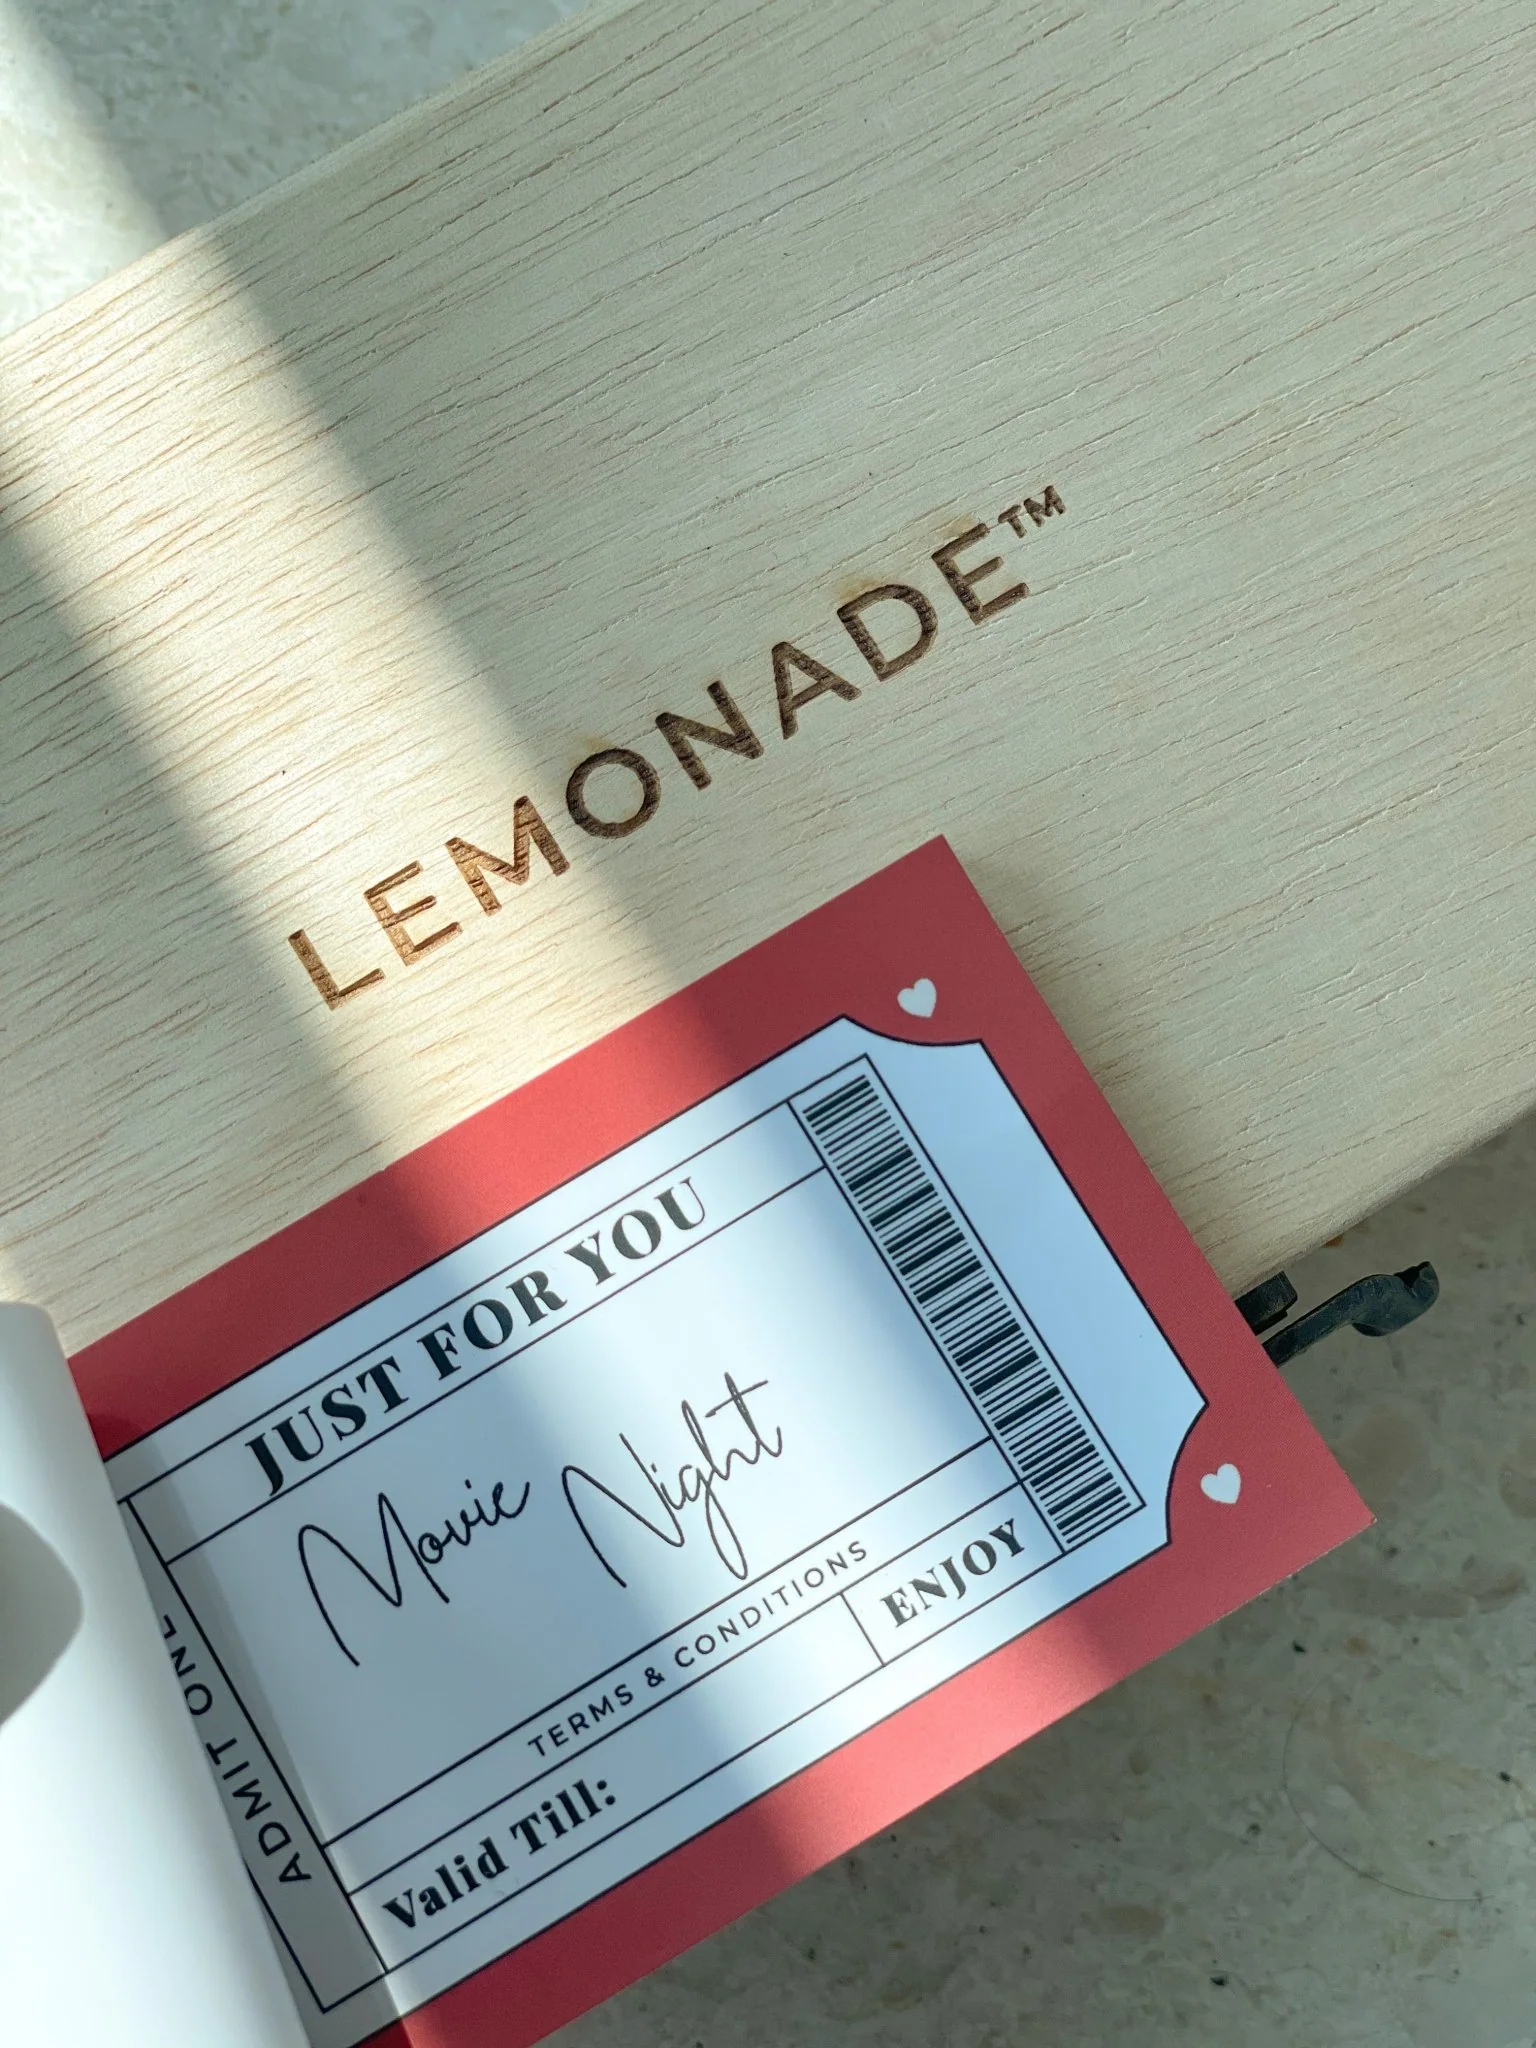 LEMONADE™
JUST FOR YOU
Movie Night
TERMS & CONDITIONS
ENJOY
Valid Till:
ADMIT ONE